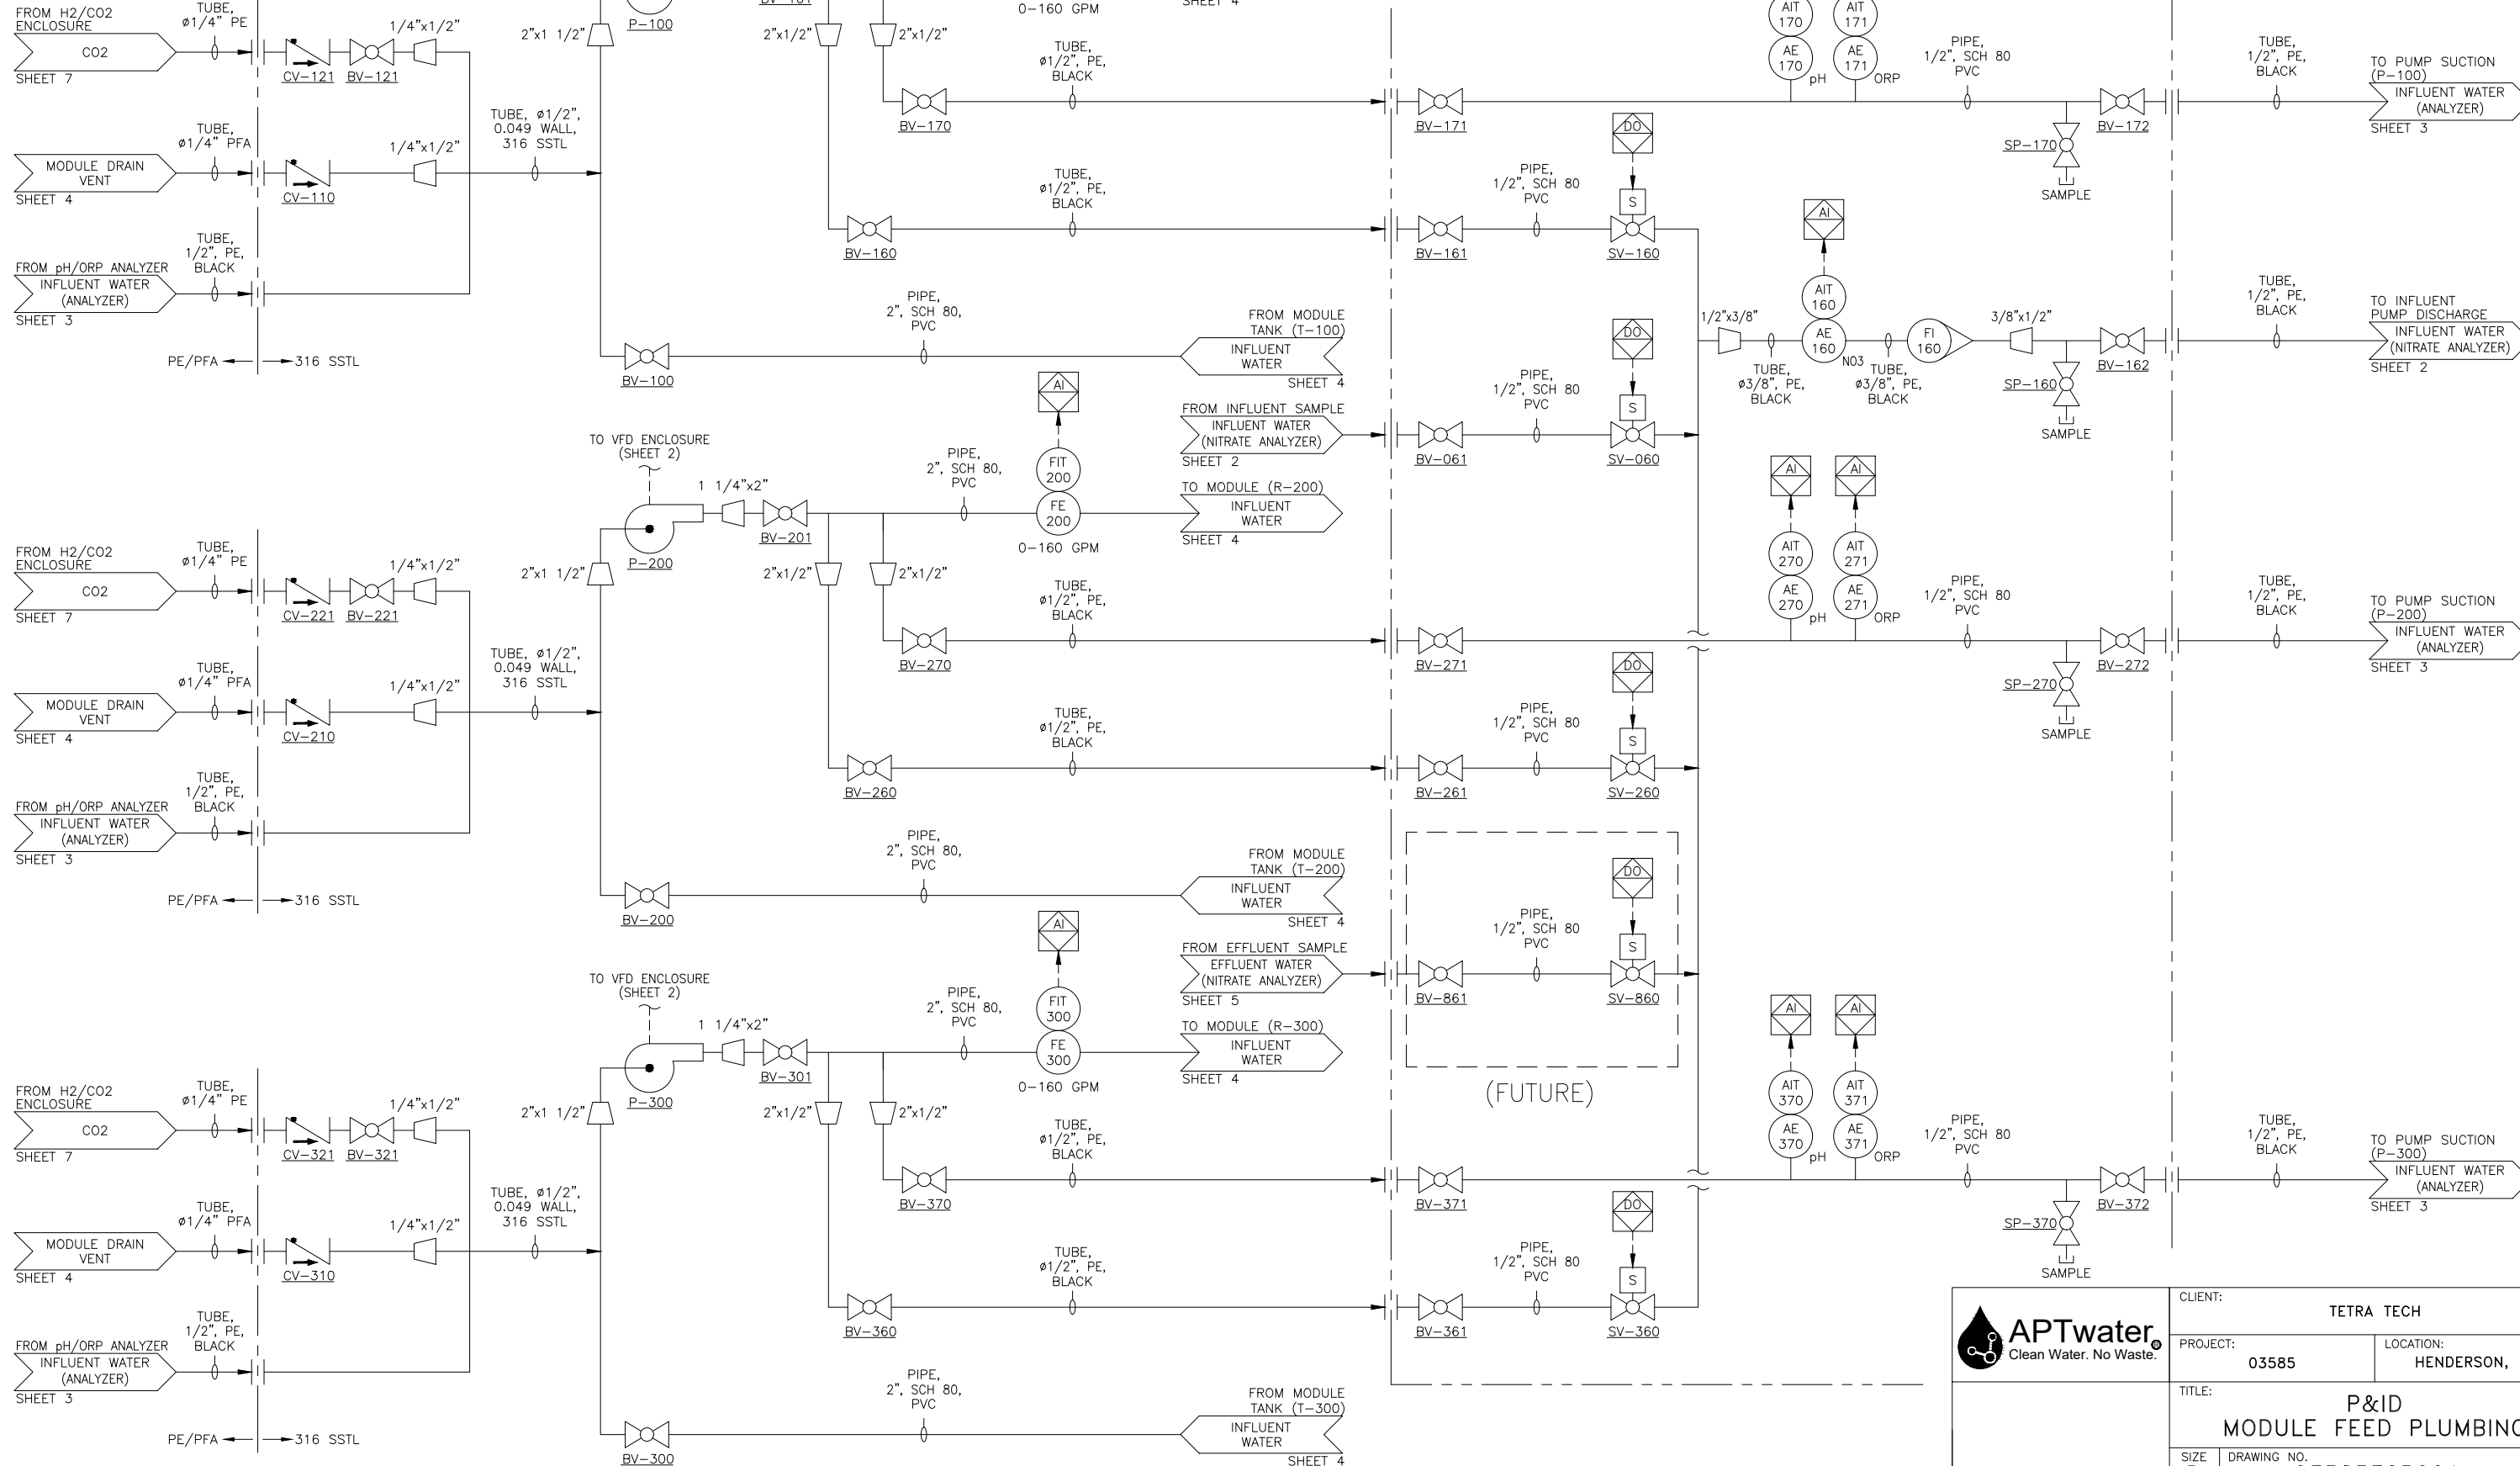 FROM H2/CO2
ENCLOSURE
CO2
SHEET 7
TUBE,
ø1/4" PE
CV-121
BV-121
1/4"x1/2"
2"x1 1/2"
P-100
2"x1/2"
2"x1/2"
0-160 GPM
SHEET 4
TUBE,
ø1/2", PE,
BLACK
BV-170
BV-171
AIT
170
AIT
171
AE
170
pH
AE
171
ORP
PIPE,
1/2", SCH 80
PVC
BV-172
SP-170
SAMPLE
TUBE,
1/2", PE,
BLACK
TO PUMP SUCTION
(P-100)
INFLUENT WATER
(ANALYZER)
SHEET 3
MODULE DRAIN
VENT
SHEET 4
TUBE,
ø1/4" PFA
CV-110
1/4"x1/2"
TUBE, ø1/2",
0.049 WALL,
316 SSTL
TUBE,
ø1/2", PE,
BLACK
BV-160
BV-161
PIPE,
1/2", SCH 80
PVC
DO
S
SV-160
FROM pH/ORP ANALYZER
INFLUENT WATER
(ANALYZER)
SHEET 3
TUBE,
1/2", PE,
BLACK
PE/PFA
316 SSTL
BV-100
PIPE,
2", SCH 80,
PVC
FROM MODULE
TANK (T-100)
INFLUENT
WATER
SHEET 4
AI
AIT
160
AE
160
NO3
1/2"x3/8"
TUBE,
ø3/8", PE,
BLACK
TUBE,
ø3/8", PE,
BLACK
FI
160
3/8"x1/2"
SP-160
SAMPLE
BV-162
TUBE,
1/2", PE,
BLACK
TO INFLUENT
PUMP DISCHARGE
INFLUENT WATER
(NITRATE ANALYZER)
SHEET 2
FROM INFLUENT SAMPLE
INFLUENT WATER
(NITRATE ANALYZER)
SHEET 2
BV-061
PIPE,
1/2", SCH 80
PVC
DO
S
SV-060
TO VFD ENCLOSURE
(SHEET 2)
P-200
1 1/4"x2"
BV-201
PIPE,
2", SCH 80,
PVC
AI
FIT
200
FE
200
0-160 GPM
TO MODULE (R-200)
INFLUENT
WATER
SHEET 4
FROM H2/CO2
ENCLOSURE
CO2
SHEET 7
TUBE,
ø1/4" PE
CV-221
BV-221
1/4"x1/2"
2"x1 1/2"
2"x1/2"
2"x1/2"
TUBE,
ø1/2", PE,
BLACK
BV-270
BV-271
AI
AI
AIT
270
AIT
271
AE
270
pH
AE
271
ORP
PIPE,
1/2", SCH 80
PVC
SP-270
SAMPLE
BV-272
TUBE,
1/2", PE,
BLACK
TO PUMP SUCTION
(P-200)
INFLUENT WATER
(ANALYZER)
SHEET 3
MODULE DRAIN
VENT
SHEET 4
TUBE,
ø1/4" PFA
CV-210
1/4"x1/2"
TUBE, ø1/2",
0.049 WALL,
316 SSTL
TUBE,
ø1/2", PE,
BLACK
BV-260
BV-261
PIPE,
1/2", SCH 80
PVC
DO
S
SV-260
FROM pH/ORP ANALYZER
INFLUENT WATER
(ANALYZER)
SHEET 3
TUBE,
1/2", PE,
BLACK
PE/PFA
316 SSTL
BV-200
PIPE,
2", SCH 80,
PVC
FROM MODULE
TANK (T-200)
INFLUENT
WATER
SHEET 4
FROM EFFLUENT SAMPLE
EFFLUENT WATER
(NITRATE ANALYZER)
SHEET 5
BV-861
PIPE,
1/2", SCH 80
PVC
DO
S
SV-860
(FUTURE)
TO VFD ENCLOSURE
(SHEET 2)
P-300
1 1/4"x2"
BV-301
PIPE,
2", SCH 80,
PVC
AI
FIT
300
FE
300
0-160 GPM
TO MODULE (R-300)
INFLUENT
WATER
SHEET 4
FROM H2/CO2
ENCLOSURE
CO2
SHEET 7
TUBE,
ø1/4" PE
CV-321
BV-321
1/4"x1/2"
2"x1 1/2"
2"x1/2"
2"x1/2"
TUBE,
ø1/2", PE,
BLACK
BV-370
BV-371
AI
AI
AIT
370
AIT
371
AE
370
pH
AE
371
ORP
PIPE,
1/2", SCH 80
PVC
SP-370
SAMPLE
BV-372
TUBE,
1/2", PE,
BLACK
TO PUMP SUCTION
(P-300)
INFLUENT WATER
(ANALYZER)
SHEET 3
MODULE DRAIN
VENT
SHEET 4
TUBE,
ø1/4" PFA
CV-310
1/4"x1/2"
TUBE, ø1/2",
0.049 WALL,
316 SSTL
TUBE,
ø1/2", PE,
BLACK
BV-360
BV-361
PIPE,
1/2", SCH 80
PVC
DO
S
SV-360
FROM pH/ORP ANALYZER
INFLUENT WATER
(ANALYZER)
SHEET 3
TUBE,
1/2", PE,
BLACK
PE/PFA
316 SSTL
BV-300
PIPE,
2", SCH 80,
PVC
FROM MODULE
TANK (T-300)
INFLUENT
WATER
SHEET 4
APTwater®
Clean Water. No Waste.
CLIENT:
TETRA TECH
PROJECT:
03585
LOCATION:
HENDERSON,
TITLE:
P&ID
MODULE FEED PLUMBING
SIZE
DRAWING NO.